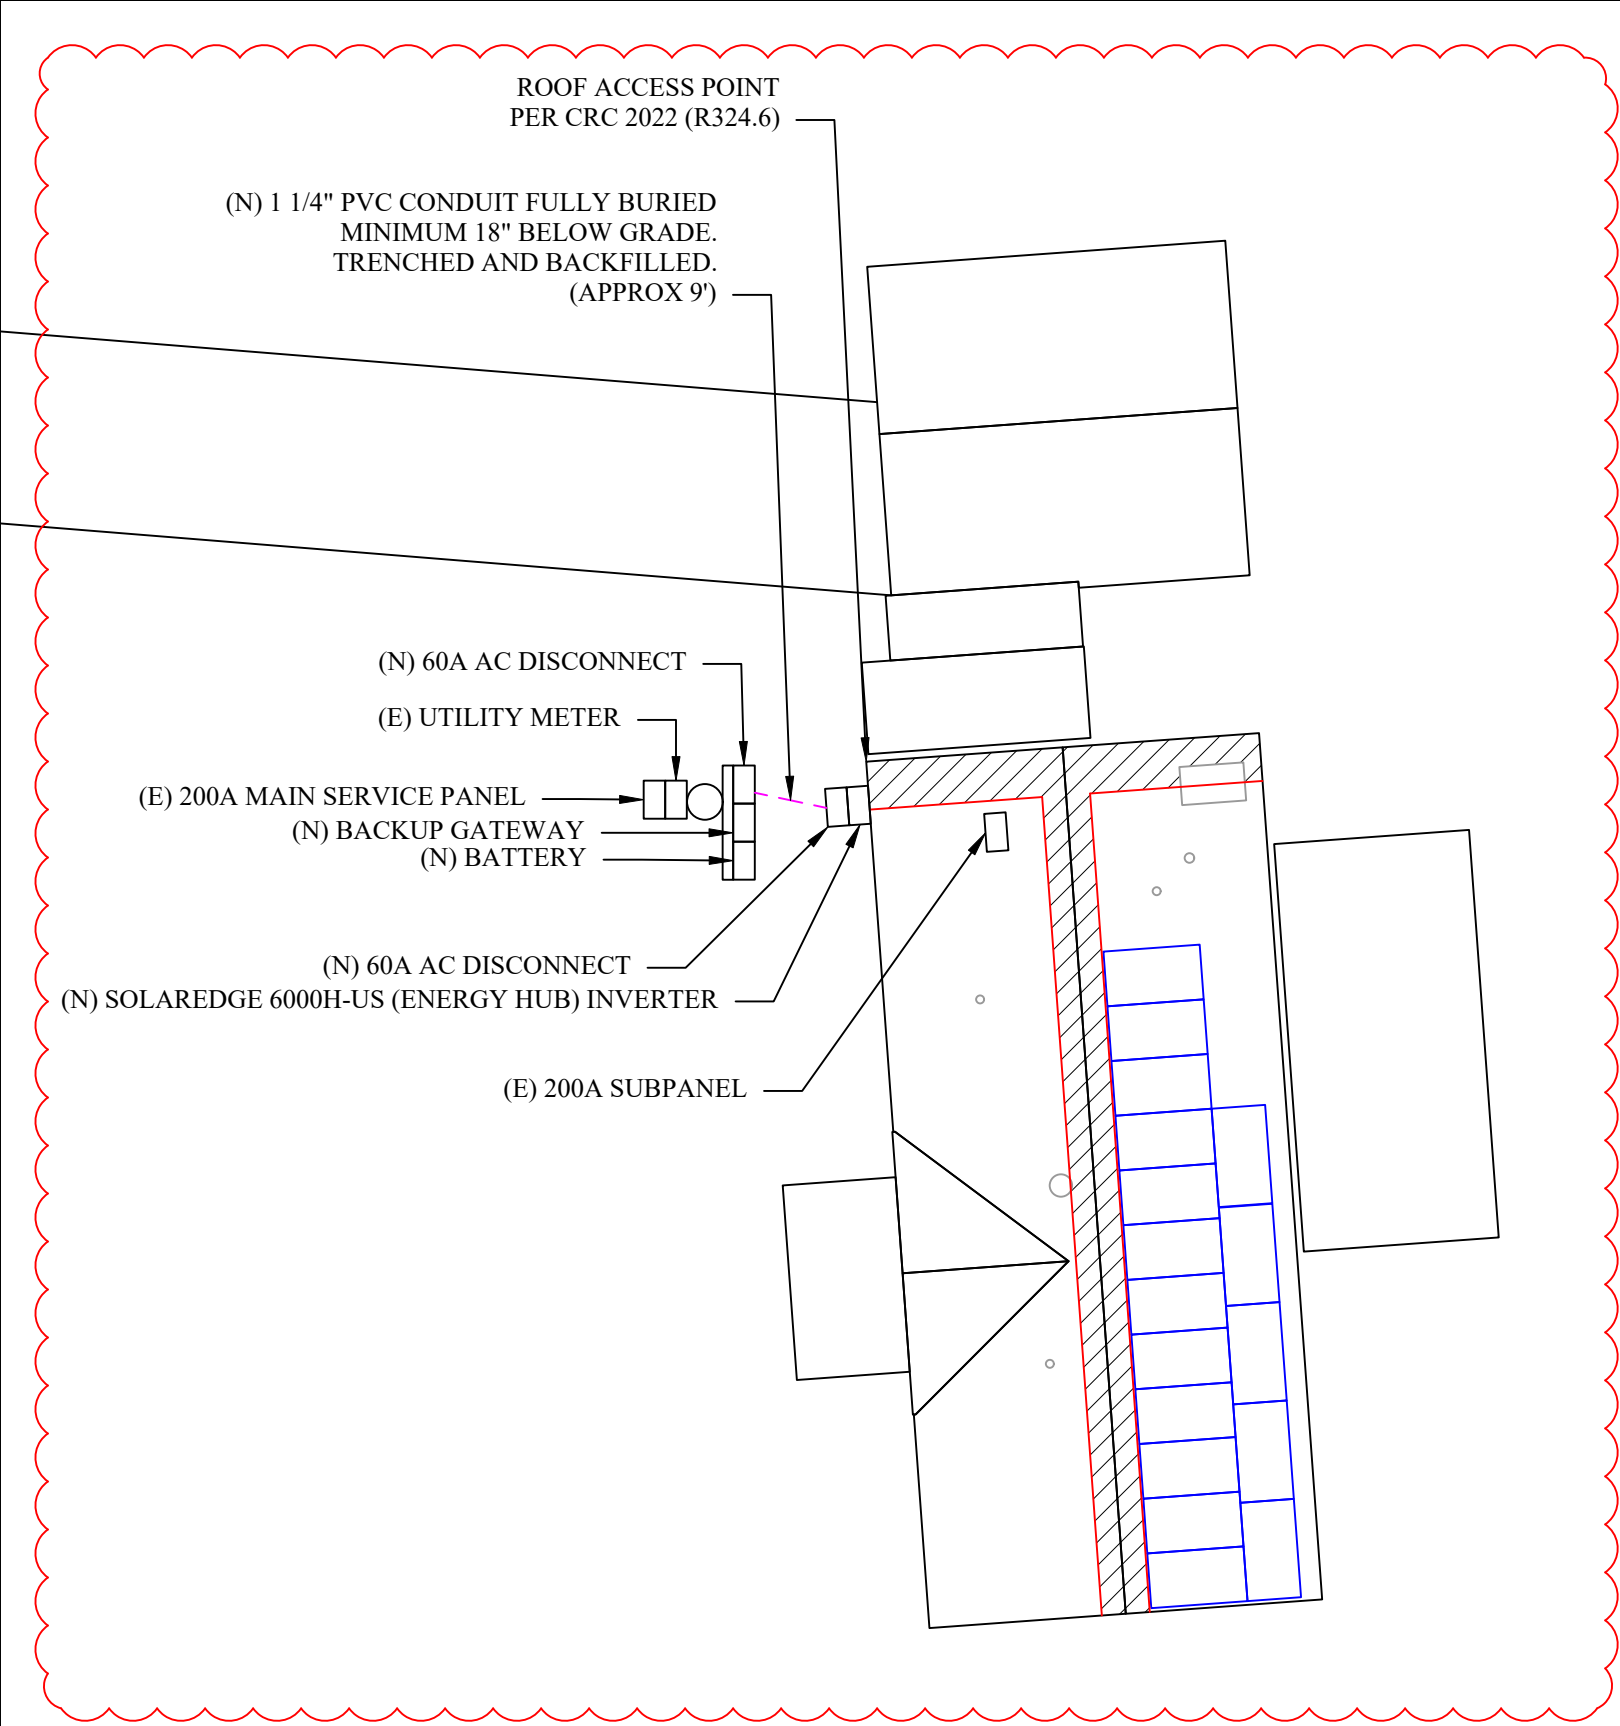 ROOF ACCESS POINT
PER CRC 2022 (R324.6)
(N) 1 1/4" PVC CONDUIT FULLY BURIED
MINIMUM 18" BELOW GRADE.
TRENCHED AND BACKFILLED.
(APPROX 9')
(N) 60A AC DISCONNECT
(E) UTILITY METER
(E) 200A MAIN SERVICE PANEL
(N) BACKUP GATEWAY
(N) BATTERY
(N) 60A AC DISCONNECT
(N) SOLAREDGE 6000H-US (ENERGY HUB) INVERTER
(E) 200A SUBPANEL